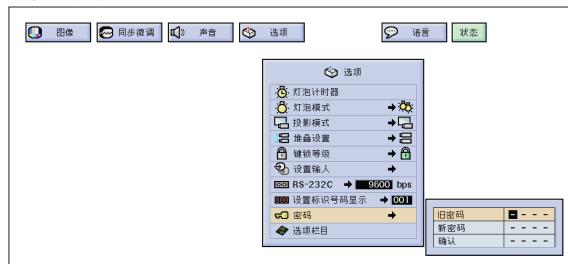 图像 同步微调 声音 选项 语言 状态
选项
灯泡计时器
灯泡模式 →
投影模式 →
堆叠设置 →
键锁等级 →
设置输入 →
RS-232C → 9600 bps
设置标识号码显示 → 001
密码 →
选项栏目
旧密码 - - - -
新密码 - - - -
确认 - - - -